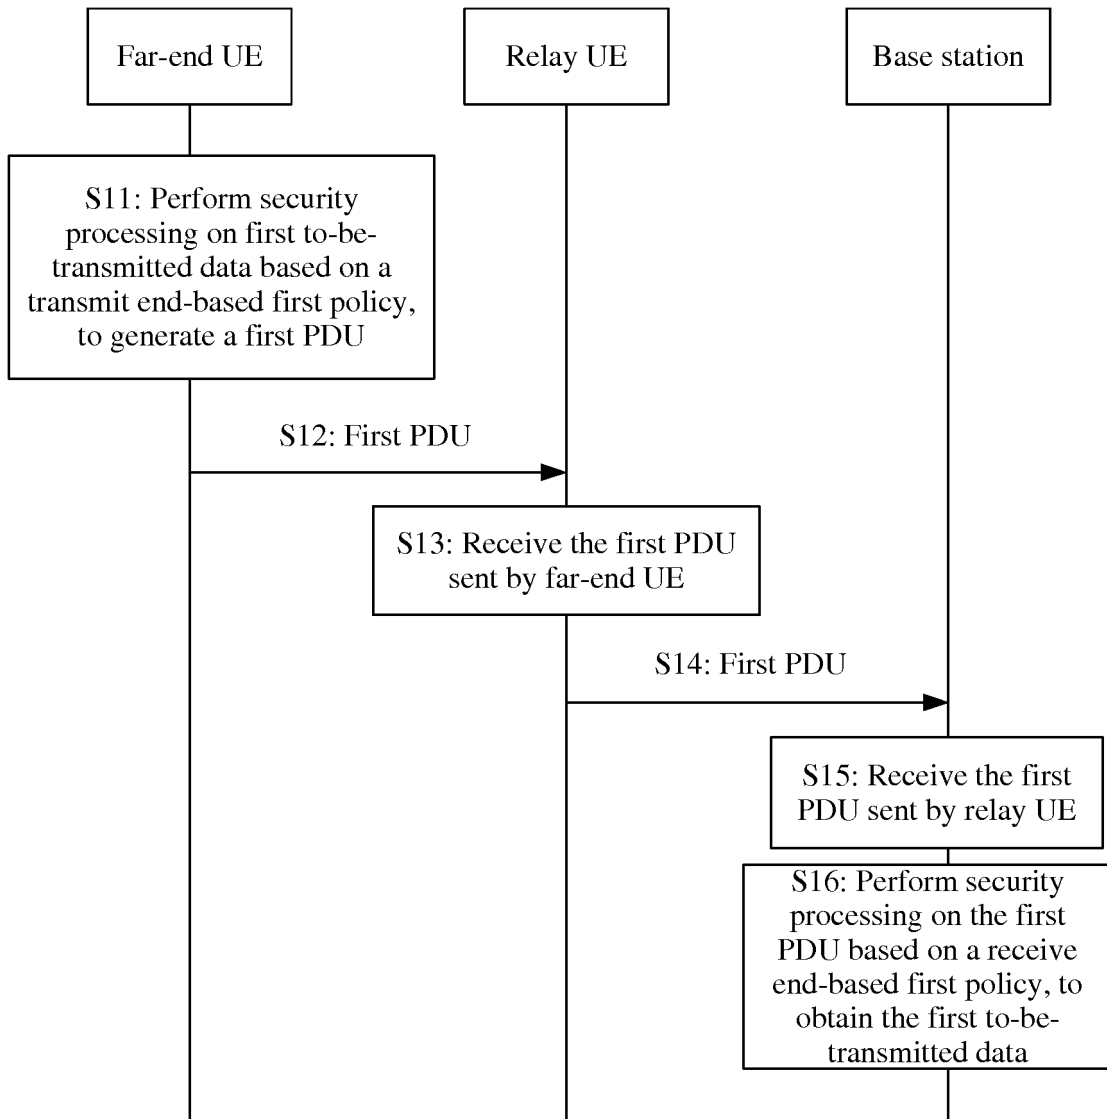 Far-end UE
Relay UE
Base station
S11: Perform security
processing on first to-be-
transmitted data based on a
transmit end-based first policy,
to generate a first PDU
S12: First PDU
S13: Receive the first PDU
sent by far-end UE
S14: First PDU
S15: Receive the first
PDU sent by relay UE
S16: Perform security
processing on the first
PDU based on a receive
end-based first policy, to
obtain the first to-be-
transmitted data